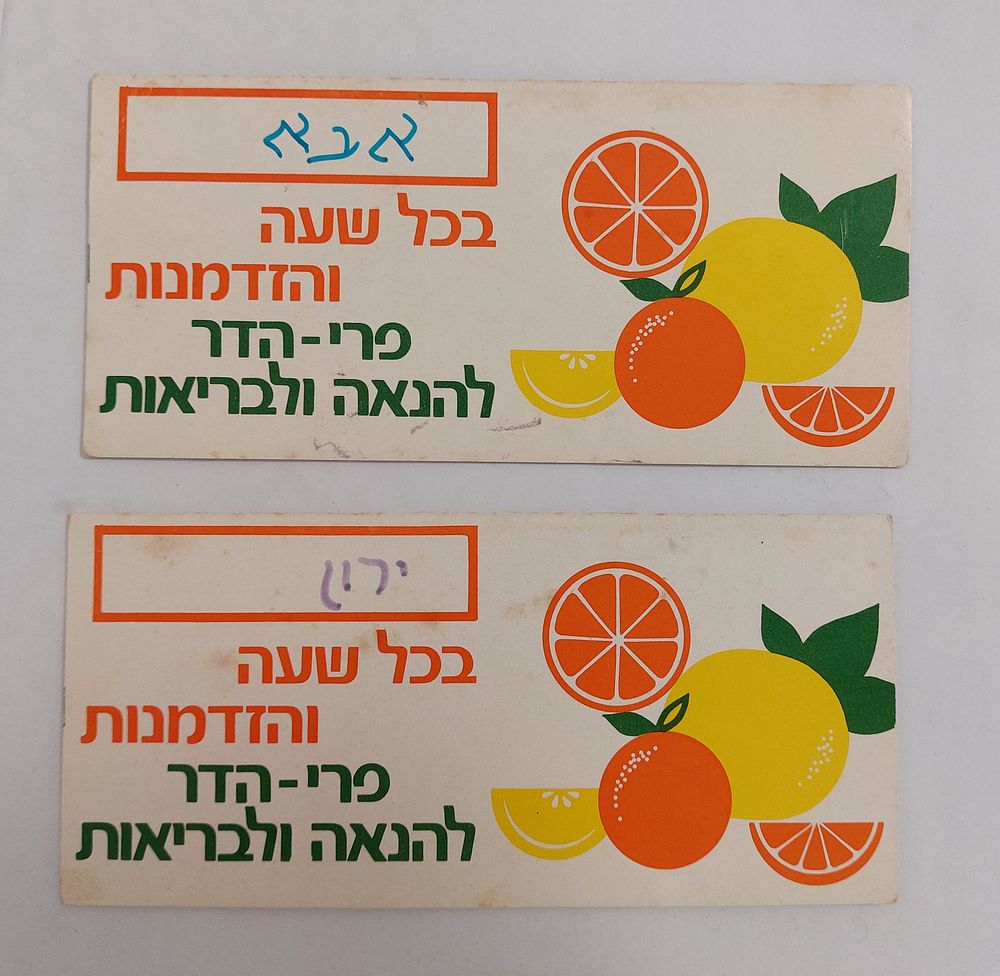 אבא
בכל שעה
והזדמנות
פרי-הדר
להנאה ולבריאות
ירון
בכל שעה
והזדמנות
פרי-הדר
להנאה ולבריאות